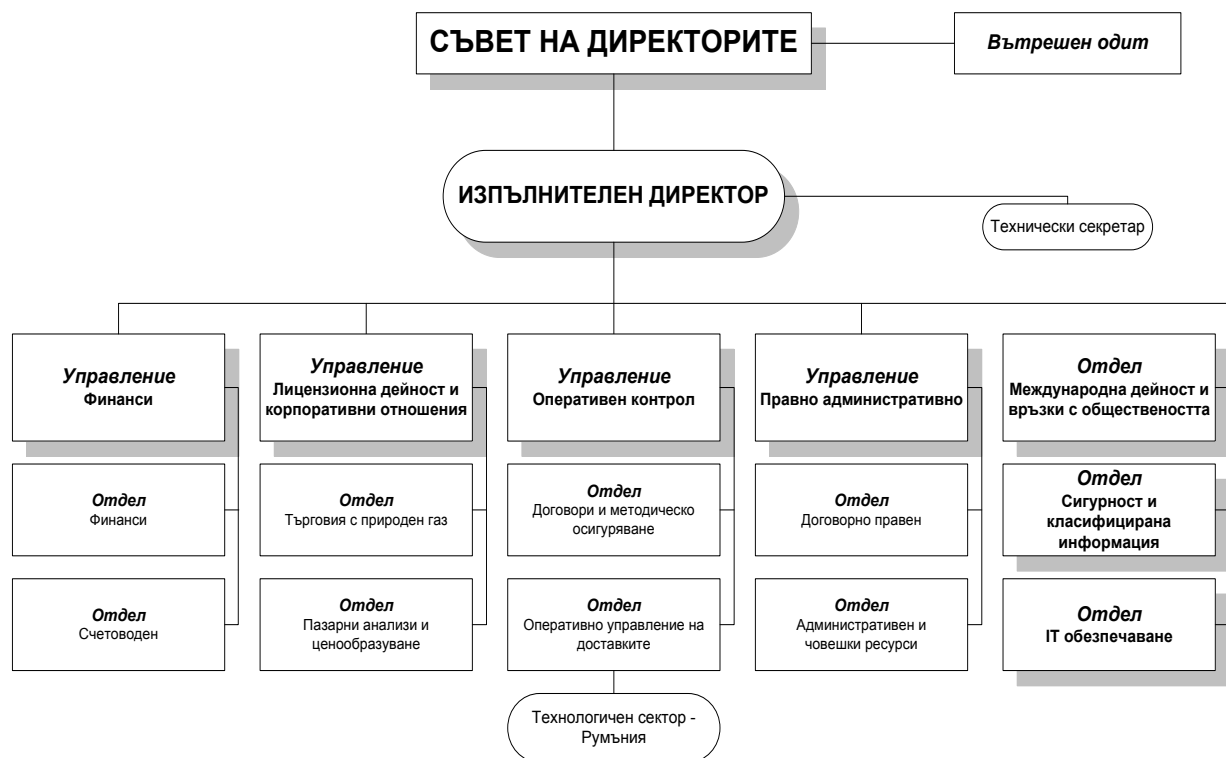 СЪВЕТ НА ДИРЕКТОРИТЕ
Вътрешен одит
ИЗПЪЛНИТЕЛЕН ДИРЕКТОР
Технически секретар
Управление
Финанси
Управление
Лицензионна дейност и
корпоративни отношения
Управление
Оперативен контрол
Управление
Правно административно
Отдел
Международна дейност и
връзки с обществеността
Отдел
Финанси
Отдел
Търговия с природен газ
Отдел
Договори и методическо
осигуряване
Отдел
Договорно правен
Отдел
Сигурност и
класифицирана
информация
Отдел
Счетоводен
Отдел
Пазарни анализи и
ценообразуване
Отдел
Оперативно управление на
доставките
Отдел
Административен и
човешки ресурси
Отдел
IT обезпечаване
Технологичен сектор -
Румъния